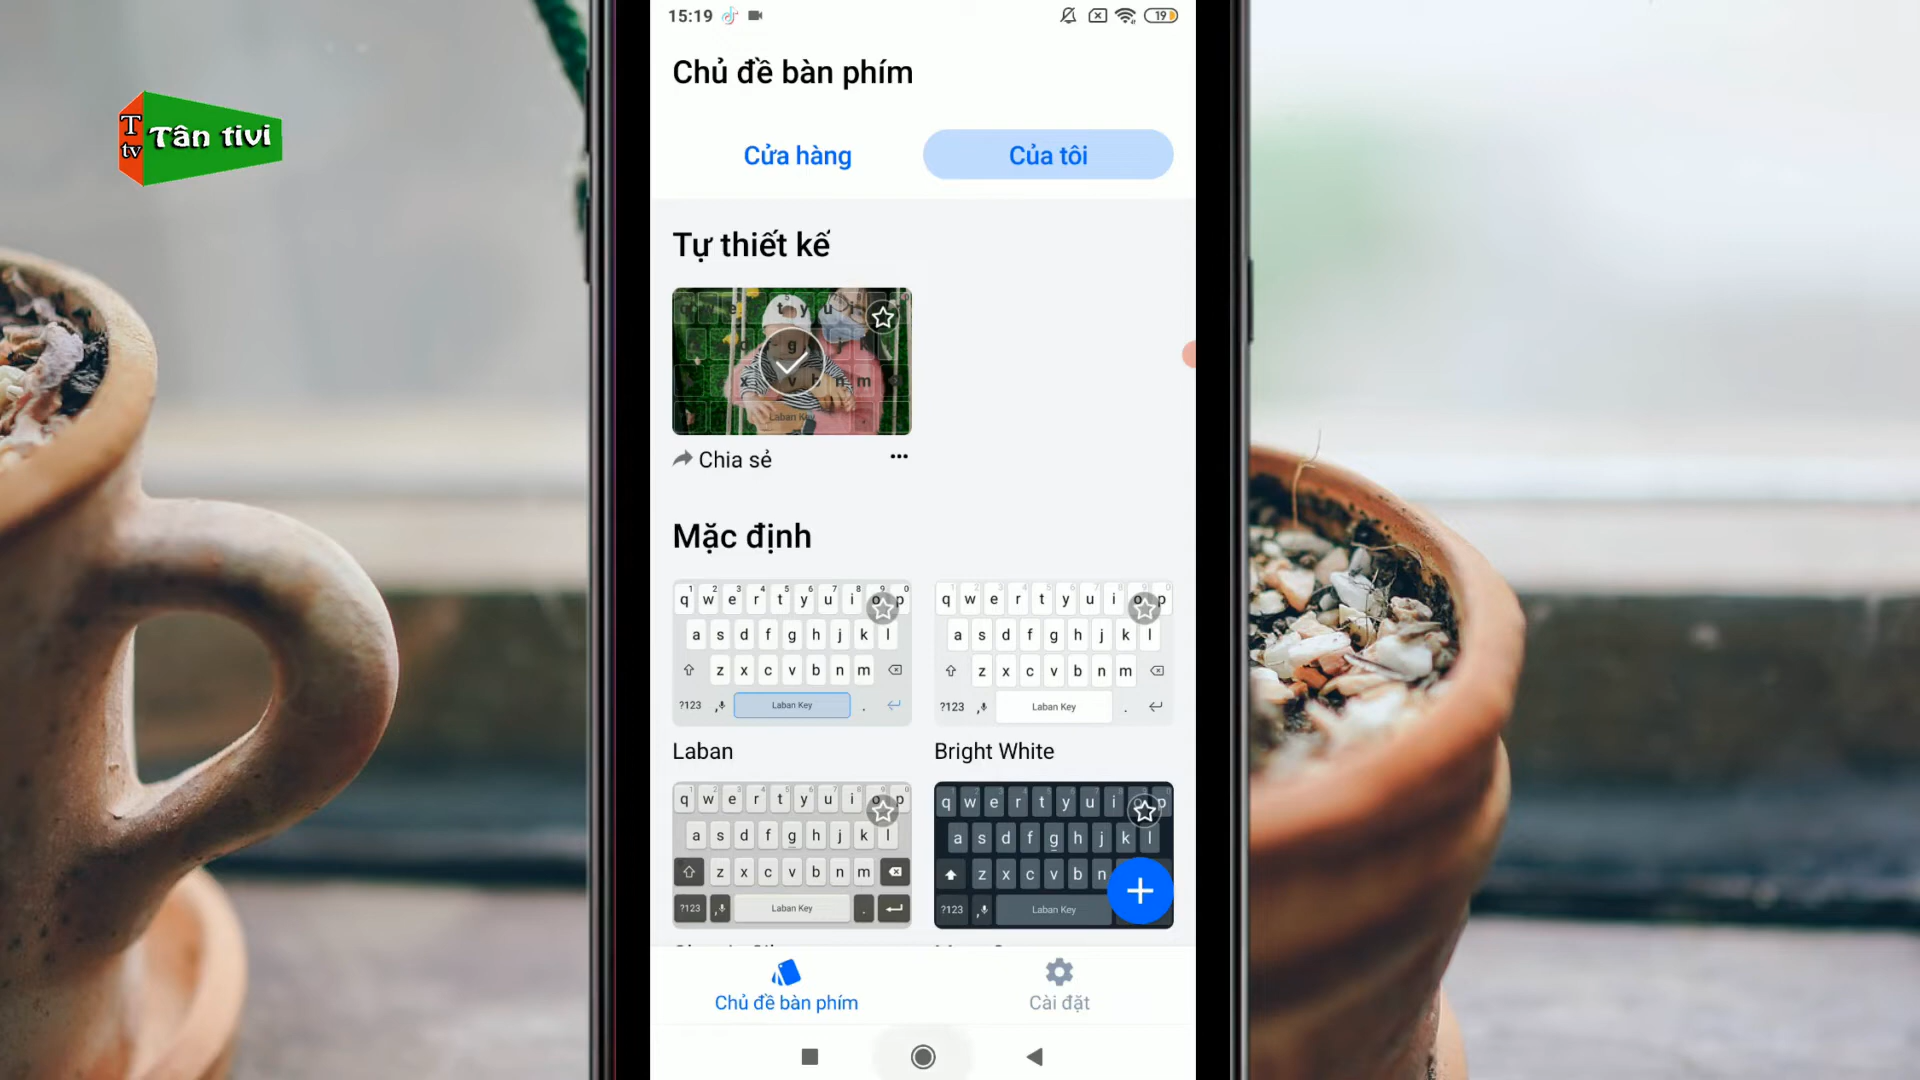 T
tv
Tân tivi
15:19
19
Chủ đề bàn phím
Cửa hàng
Của tôi
Tự thiết kế
Chia sẻ
Mặc định
q w e r t y u i o p
a s d f g h j k l
z x c v b n m
?123 Laban Key .
Laban
q w e r t y u i o p
a s d f g h j k l
z x c v b n m
?123 Laban Key .
Bright White
q w e r t y u i o p
a s d f g h j k l
z x c v b n m
?123 Laban Key .
q w e r t y u i o p
a s d f g h j k l
z x c v b n
?123 Laban Key
Chủ đề bàn phím
Cài đặt